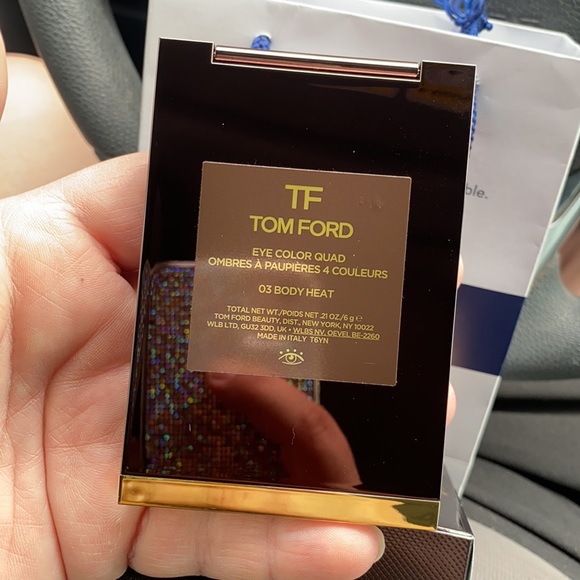 TF
TOM FORD
EYE COLOR QUAD
OMBRES À PAUPIÈRES 4 COULEURS
03 BODY HEAT
TOTAL NET WT./POIDS NET .21 OZ./6 g ℮
TOM FORD BEAUTY, DIST., NEW YORK, NY 10022
WLB LTD, GU32 3DD, UK • WLBS NV, OEVEL BE-2260
MADE IN ITALY T6YN